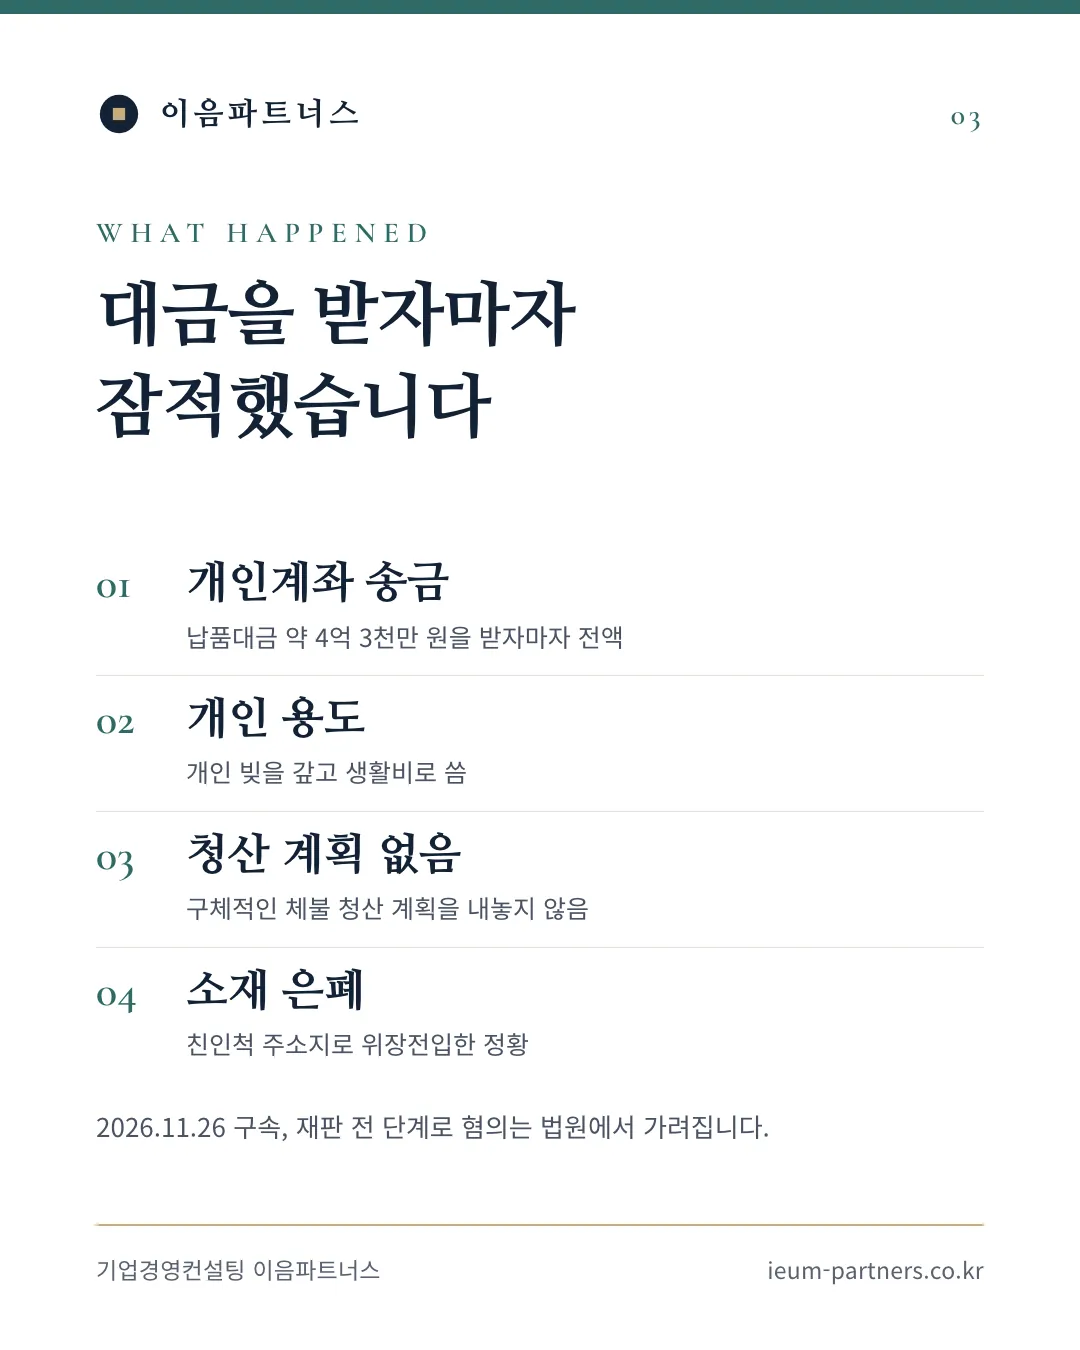 이음파트너스
03
WHAT HAPPENED
대금을 받자마자
잠적했습니다
01 개인계좌 송금
납품대금 약 4억 3천만 원을 받자마자 전액
02 개인 용도
개인 빚을 갚고 생활비로 씀
03 청산 계획 없음
구체적인 체불 청산 계획을 내놓지 않음
04 소재 은폐
친인척 주소지로 위장전입한 정황
2026.11.26 구속, 재판 전 단계로 혐의는 법원에서 가려집니다.
기업경영컨설팅 이음파트너스
ieum-partners.co.kr